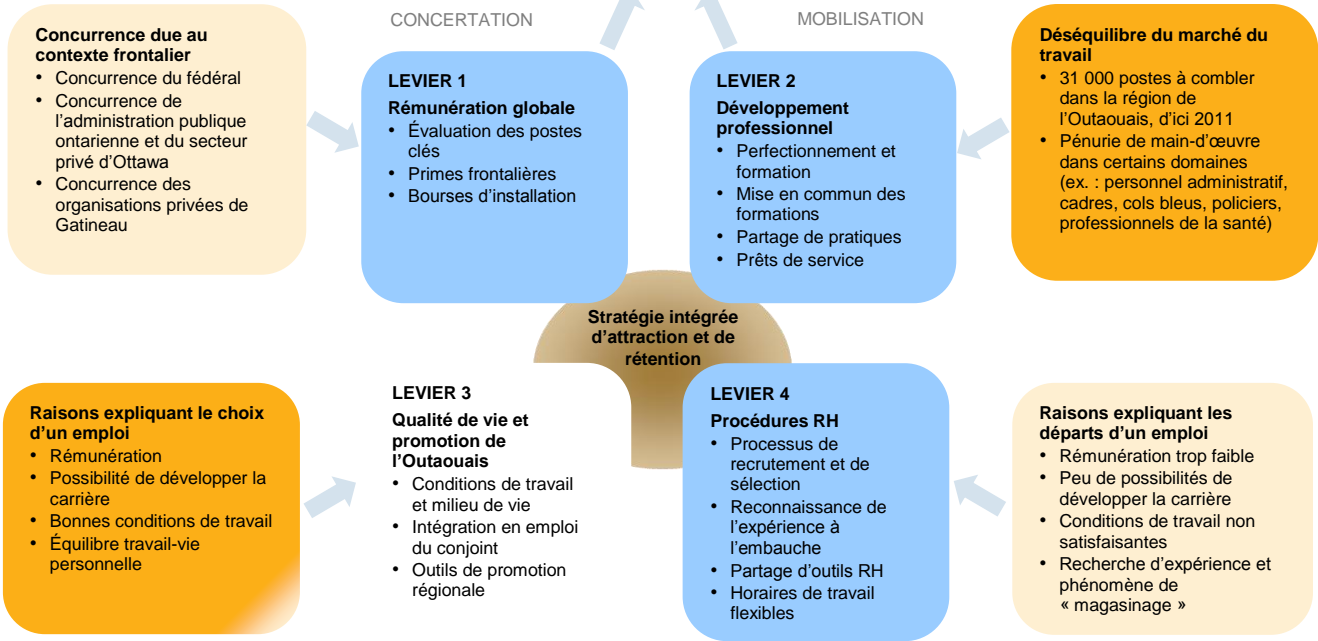 CONCERTATION
MOBILISATION
Concurrence due au
contexte frontalier
• Concurrence du fédéral
• Concurrence de
l'administration publique
ontarienne et du secteur
privé d'Ottawa
• Concurrence des
organisations privées de
Gatineau
LEVIER 1
Rémunération globale
• Évaluation des postes
clés
• Primes frontalières
• Bourses d'installation
LEVIER 2
Développement
professionnel
• Perfectionnement et
formation
• Mise en commun des
formations
• Partage de pratiques
• Prêts de service
Déséquilibre du marché du
travail
• 31 000 postes à combler
dans la région de
l'Outaouais, d'ici 2011
• Pénurie de main-d'œuvre
dans certains domaines
(ex. : personnel administratif,
cadres, cols bleus, policiers,
professionnels de la santé)
Stratégie intégrée
d'attraction et de
rétention
Raisons expliquant le choix
d'un emploi
• Rémunération
• Possibilité de développer la
carrière
• Bonnes conditions de travail
• Équilibre travail-vie
personnelle
LEVIER 3
Qualité de vie et
promotion de
l'Outaouais
• Conditions de travail
et milieu de vie
• Intégration en emploi
du conjoint
• Outils de promotion
régionale
LEVIER 4
Procédures RH
• Processus de
recrutement et de
sélection
• Reconnaissance de
l'expérience à
l'embauche
• Partage d'outils RH
• Horaires de travail
flexibles
Raisons expliquant les
départs d'un emploi
• Rémunération trop faible
• Peu de possibilités de
développer la carrière
• Conditions de travail non
satisfaisantes
• Recherche d'expérience et
phénomène de
« magasinage »